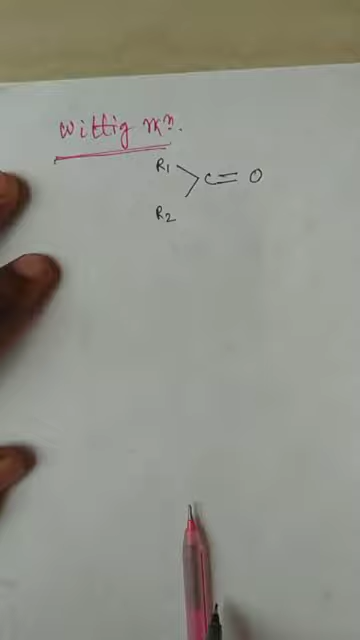 Wittig rxn.
R1
C=O
R2